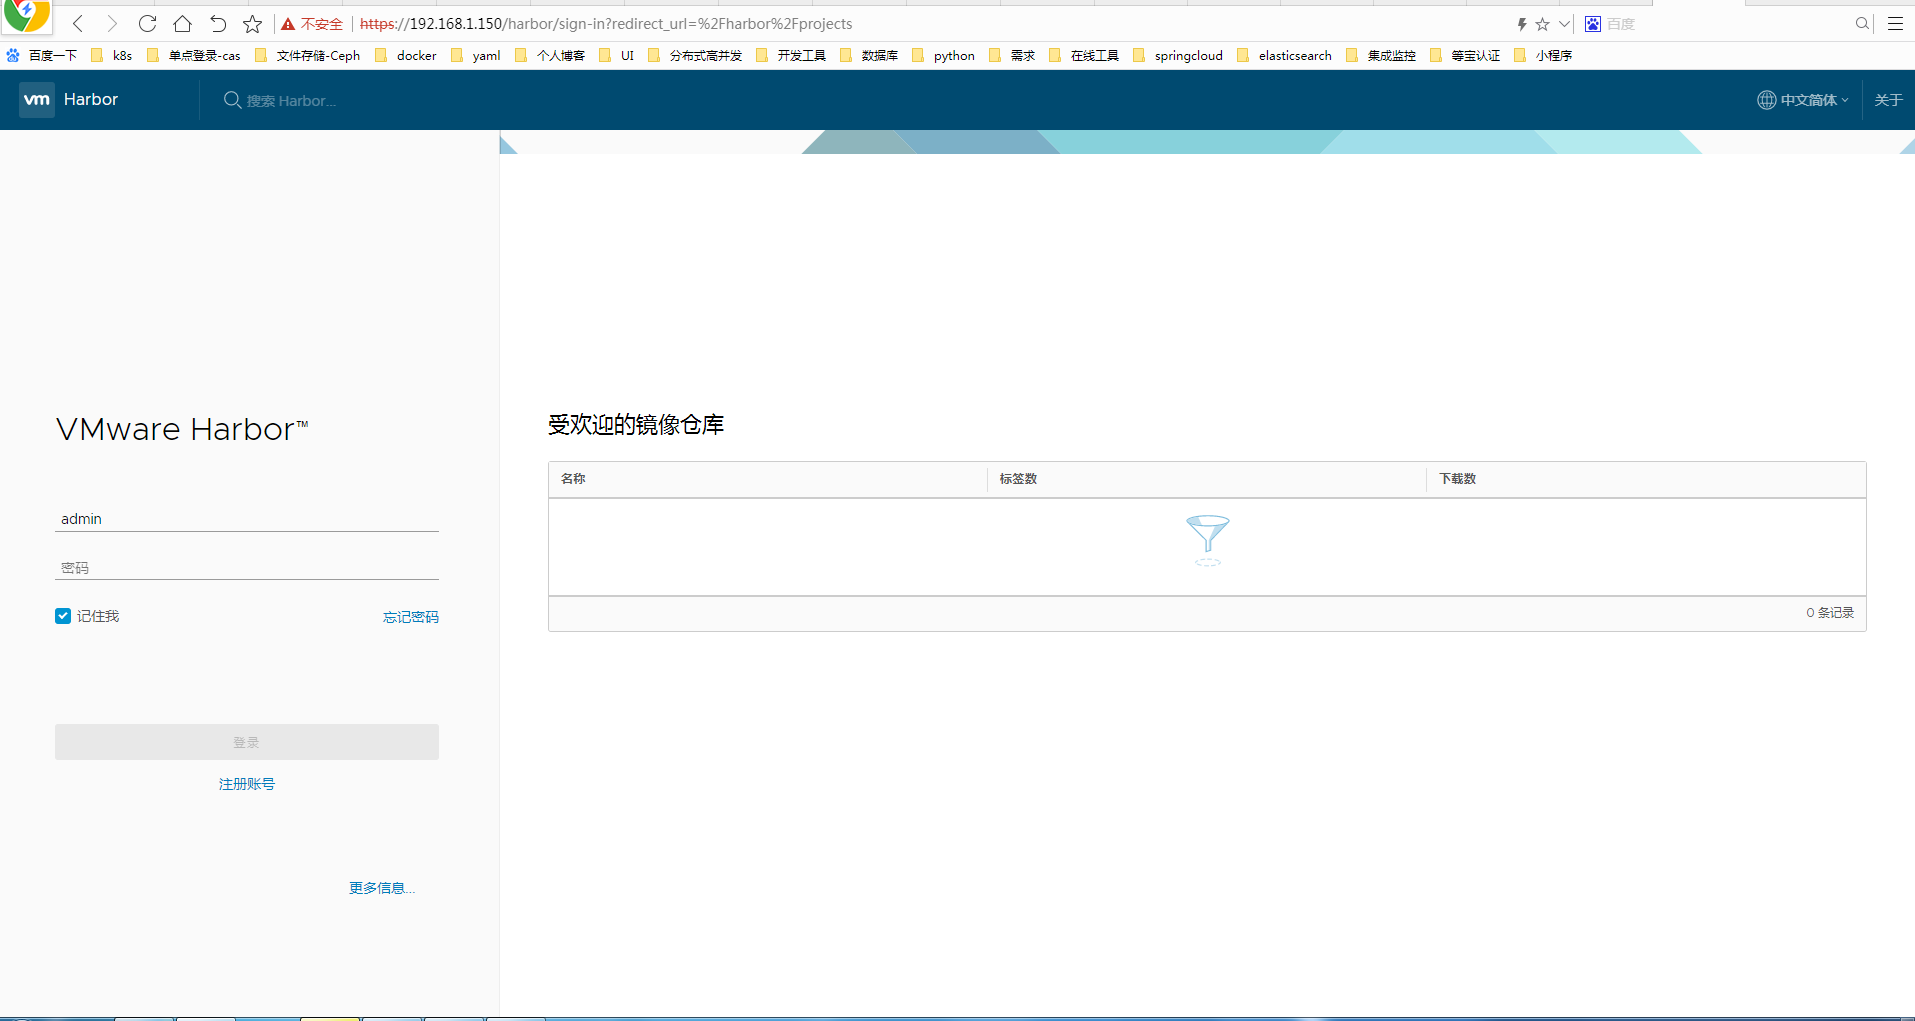 不安全 https://192.168.1.150/harbor/sign-in?redirect_url=%2Fharbor%2Fprojects 百度
百度一下 k8s 单点登录-cas 文件存储-Ceph docker yaml 个人博客 UI 分布式高并发 开发工具 数据库 python 需求 在线工具 springcloud elasticsearch 集成监控 等宝认证 小程序
vm Harbor 搜索 Harbor... 中文简体 关于
VMware Harbor™
admin
密码
记住我 忘记密码
登录
注册账号
更多信息...
受欢迎的镜像仓库
名称 标签数 下载数
0 条记录